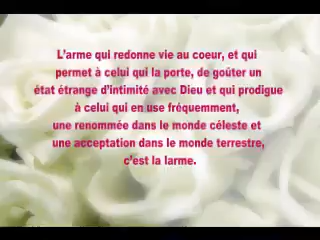 L'arme qui redonne vie au coeur, et qui
permet à celui qui la porte, de goûter un
état étrange d'intimité avec Dieu et qui prodigue
à celui qui en use fréquemment,
une renommée dans le monde céleste et
une acceptation dans le monde terrestre,
c'est la larme.